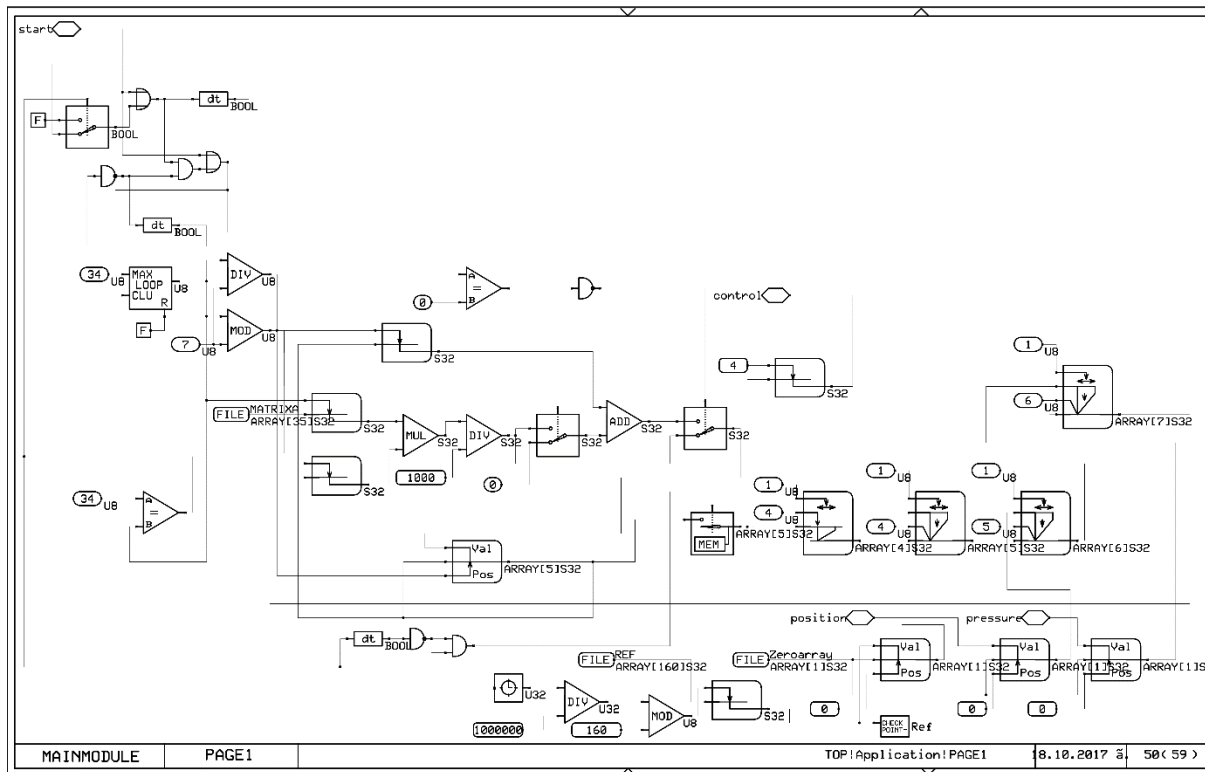 start
dt
BOOL
F
BOOL
dt
BOOL
34
U8
MAX
LOOP
CLU
R
U8
F
DIV
U8
7
U8
MOD
U8
0
A
=
B
control
S32
4
S32
1
U8
6
U8
ARRAY[7]S32
FILE
MATRIXA
ARRAY[35]S32
S32
MUL
S32
DIV
S32
S32
ADD
S32
S32
1000
0
S32
34
U8
A
=
B
1
U8
4
U8
MEM
ARRAY[5]S32
ARRAY[4]S32
1
U8
4
U8
ARRAY[5]S32
1
U8
5
U8
ARRAY[6]S32
Val
Pos
ARRAY[5]S32
position
pressure
dt
BOOL
FILE
REF
ARRAY[160]S32
FILE
Zeroarray
ARRAY[1]S32
Val
Pos
ARRAY[1]S32
Val
Pos
ARRAY[1]S32
Val
Pos
ARRAY[1]S
U32
1000000
DIV
U32
160
MOD
U8
S32
0
0
0
CHECK
POINT-
Ref
MAINMODULE
PAGE1
TOP!Application!PAGE1
18.10.2017 ã.
50( 59 )